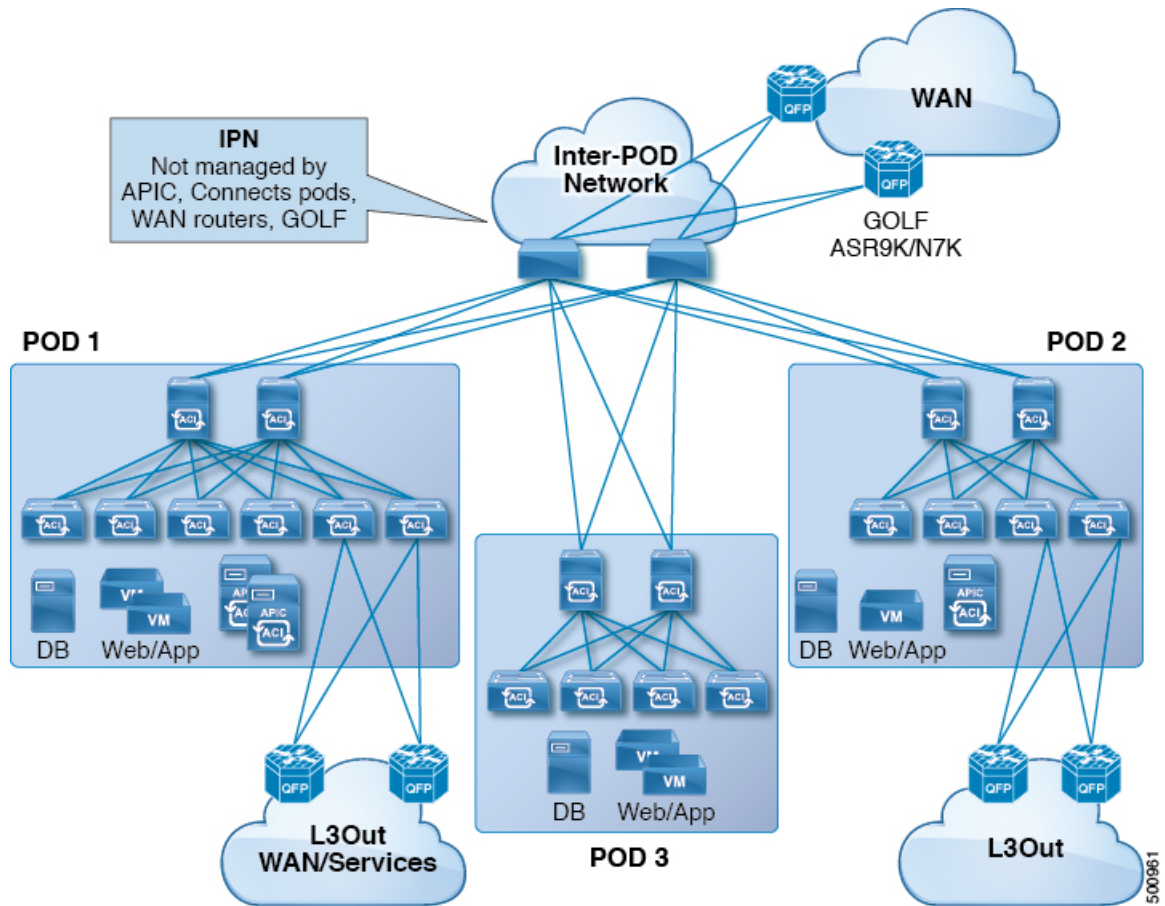 WAN
QFP
IPN
Not managed by
APIC, Connects pods,
WAN routers, GOLF
Inter-POD
Network
QFP
GOLF
ASR9K/N7K
POD 1
POD 2
ACI ACI
ACI ACI
ACI ACI ACI ACI ACI ACI
ACI ACI ACI ACI
VM
VM
APIC
ACI
DB Web/App
VM
APIC
ACI
DB Web/App
ACI ACI
ACI ACI ACI ACI
VM
VM
DB Web/App
POD 3
QFP QFP
L3Out
WAN/Services
QFP QFP
L3Out
500961